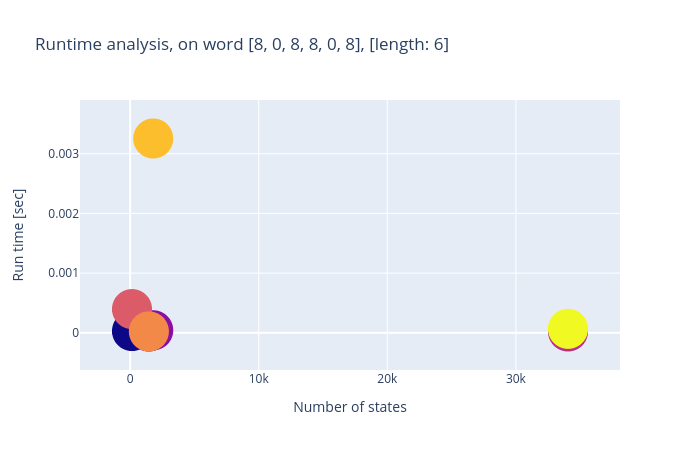 Runtime analysis, on word [8, 0, 8, 8, 0, 8], [length: 6]
Run time [sec]
0.003
0.002
0.001
0
0
10k
20k
30k
Number of states